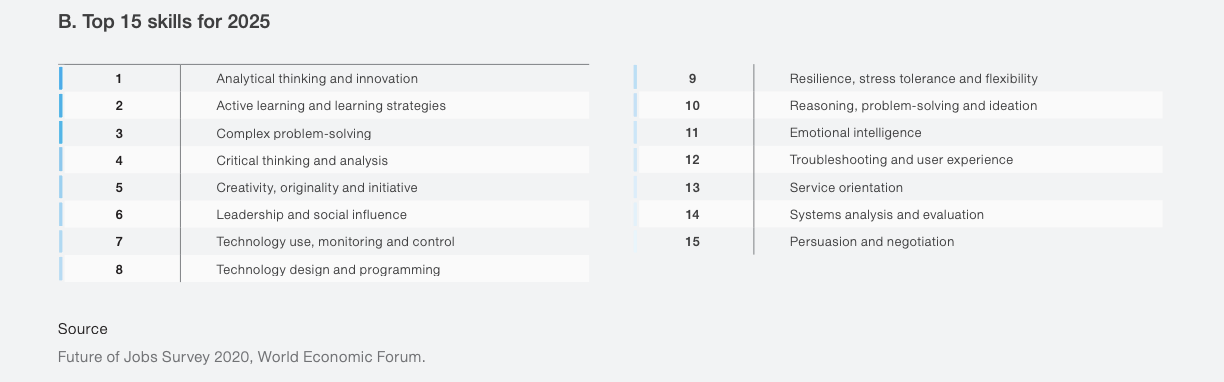 B. Top 15 skills for 2025
1 Analytical thinking and innovation
2 Active learning and learning strategies
3 Complex problem-solving
4 Critical thinking and analysis
5 Creativity, originality and initiative
6 Leadership and social influence
7 Technology use, monitoring and control
8 Technology design and programming
9 Resilience, stress tolerance and flexibility
10 Reasoning, problem-solving and ideation
11 Emotional intelligence
12 Troubleshooting and user experience
13 Service orientation
14 Systems analysis and evaluation
15 Persuasion and negotiation
Source
Future of Jobs Survey 2020, World Economic Forum.